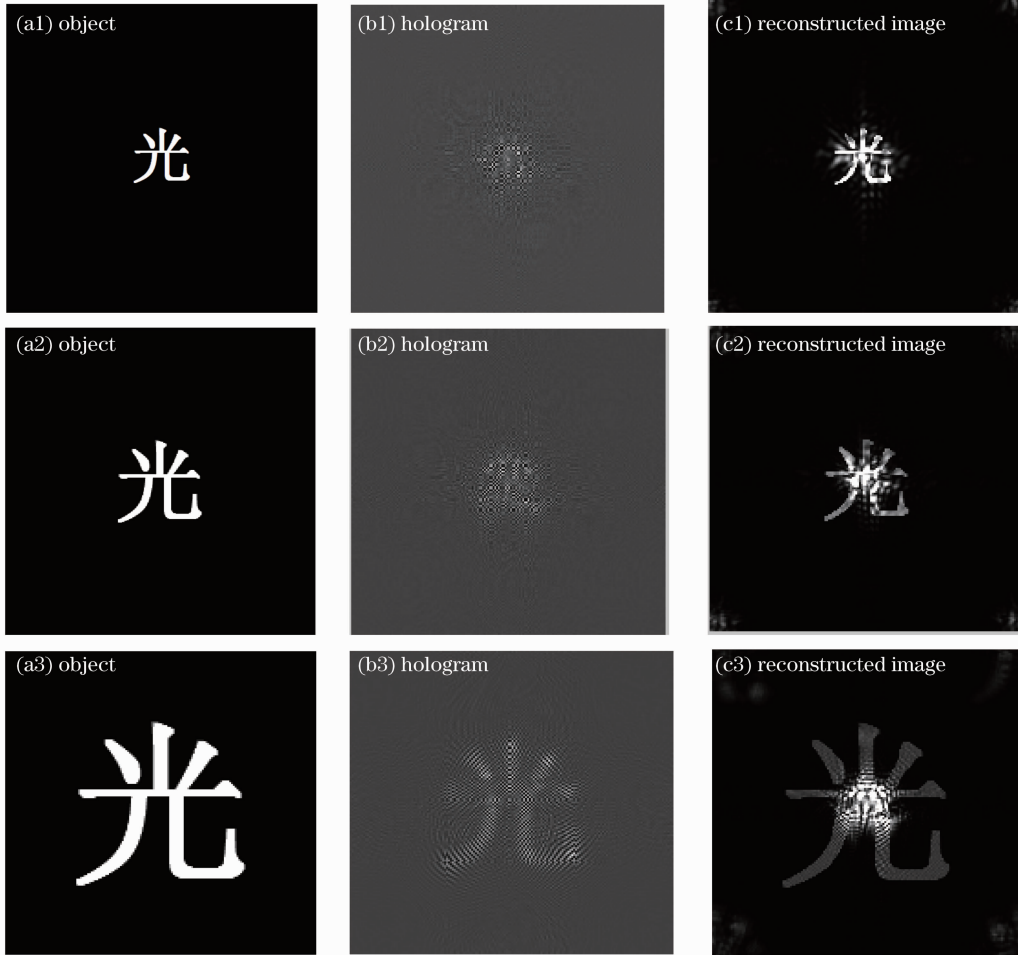 (a1) object
(b1) hologram
(c1) reconstructed image
光
光
(a2) object
(b2) hologram
(c2) reconstructed image
光
光
(a3) object
(b3) hologram
(c3) reconstructed image
光
光
光